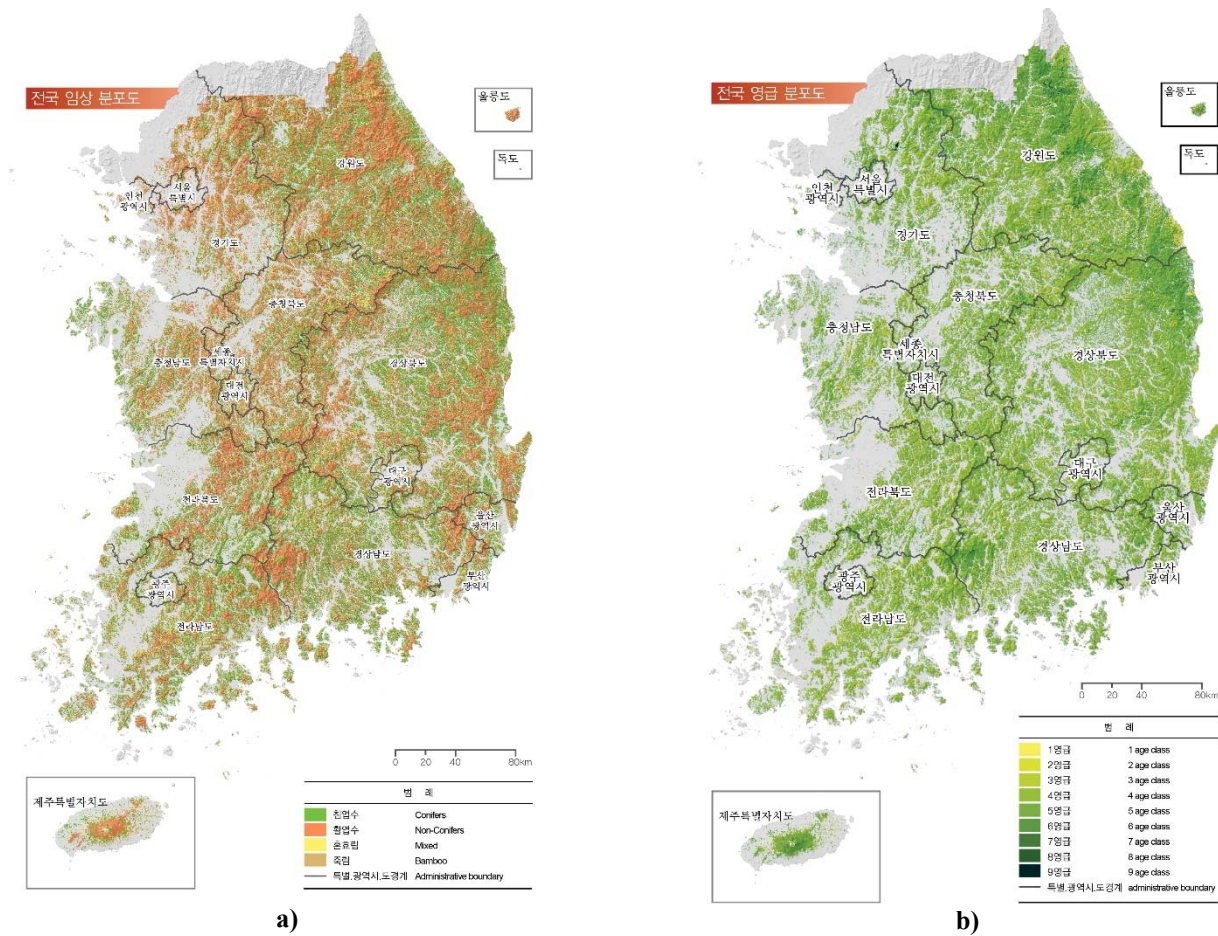 전국 임상 분포도
울릉도
독도
강원도
서울
특별시
인천
광역시
경기도
충청북도
충청남도
세종
특별자치시
대전
광역시
경상북도
대구
광역시
전라북도
울산
광역시
경상남도
부산
광역시
광주
광역시
전라남도
0 20 40 80km
제주특별자치도
범 례
침엽수 Conifers
활엽수 Non-Conifers
혼효림 Mixed
죽림 Bamboo
특별,광역시,도경계 Administrative boundary
a)
전국 영급 분포도
울릉도
독도
강원도
서울
특별시
인천
광역시
경기도
충청북도
충청남도
세종
특별자치시
대전
광역시
경상북도
대구
광역시
전라북도
울산
광역시
경상남도
부산
광역시
광주
광역시
전라남도
0 20 40 80km
제주특별자치도
범 례
1영급 1 age class
2영급 2 age class
3영급 3 age class
4영급 4 age class
5영급 5 age class
6영급 6 age class
7영급 7 age class
8영급 8 age class
9영급 9 age class
특별,광역시,도경계 administrative boundary
b)